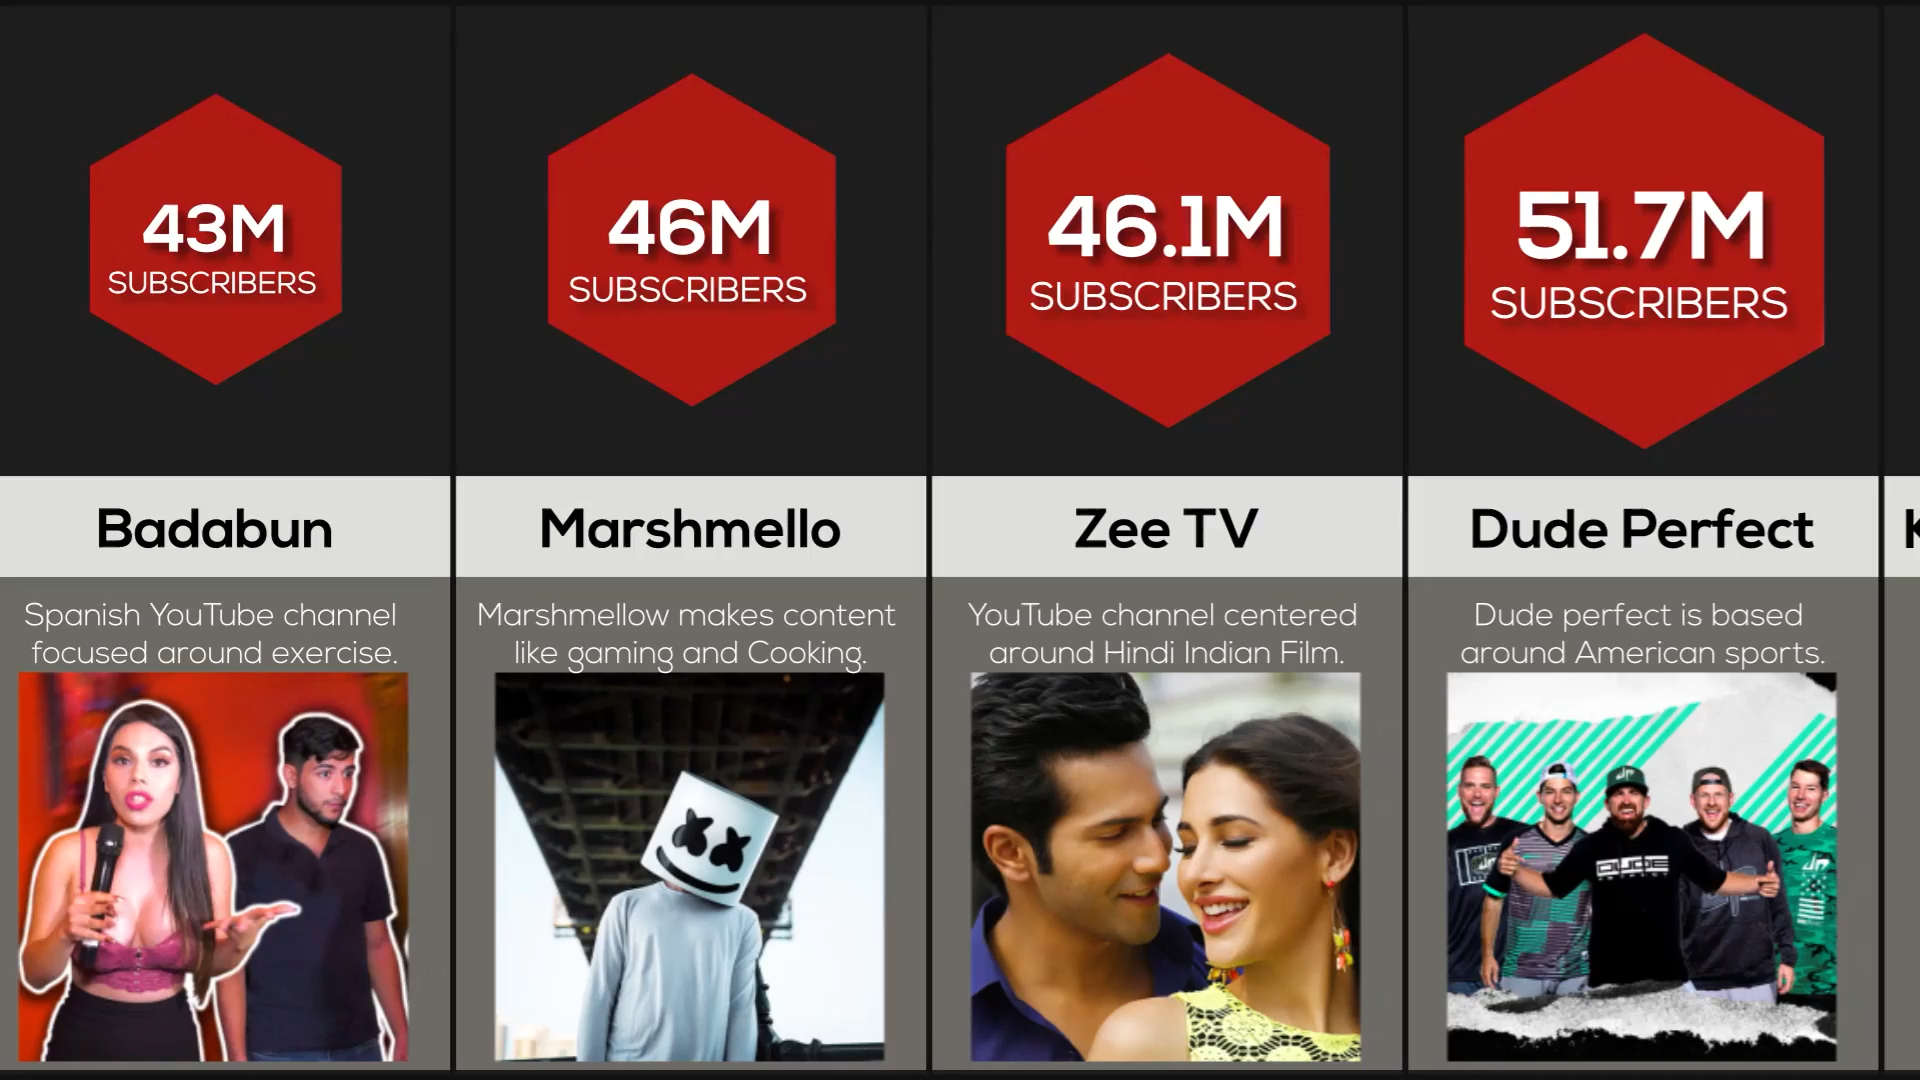 43M
SUBSCRIBERS
46M
SUBSCRIBERS
46.1M
SUBSCRIBERS
51.7M
SUBSCRIBERS
Badabun
Marshmello
Zee TV
Dude Perfect
K
Spanish YouTube channel
focused around exercise.
Marshmellow makes content
like gaming and Cooking.
YouTube channel centered
around Hindi Indian Film.
Dude perfect is based
around American sports.
DUDE